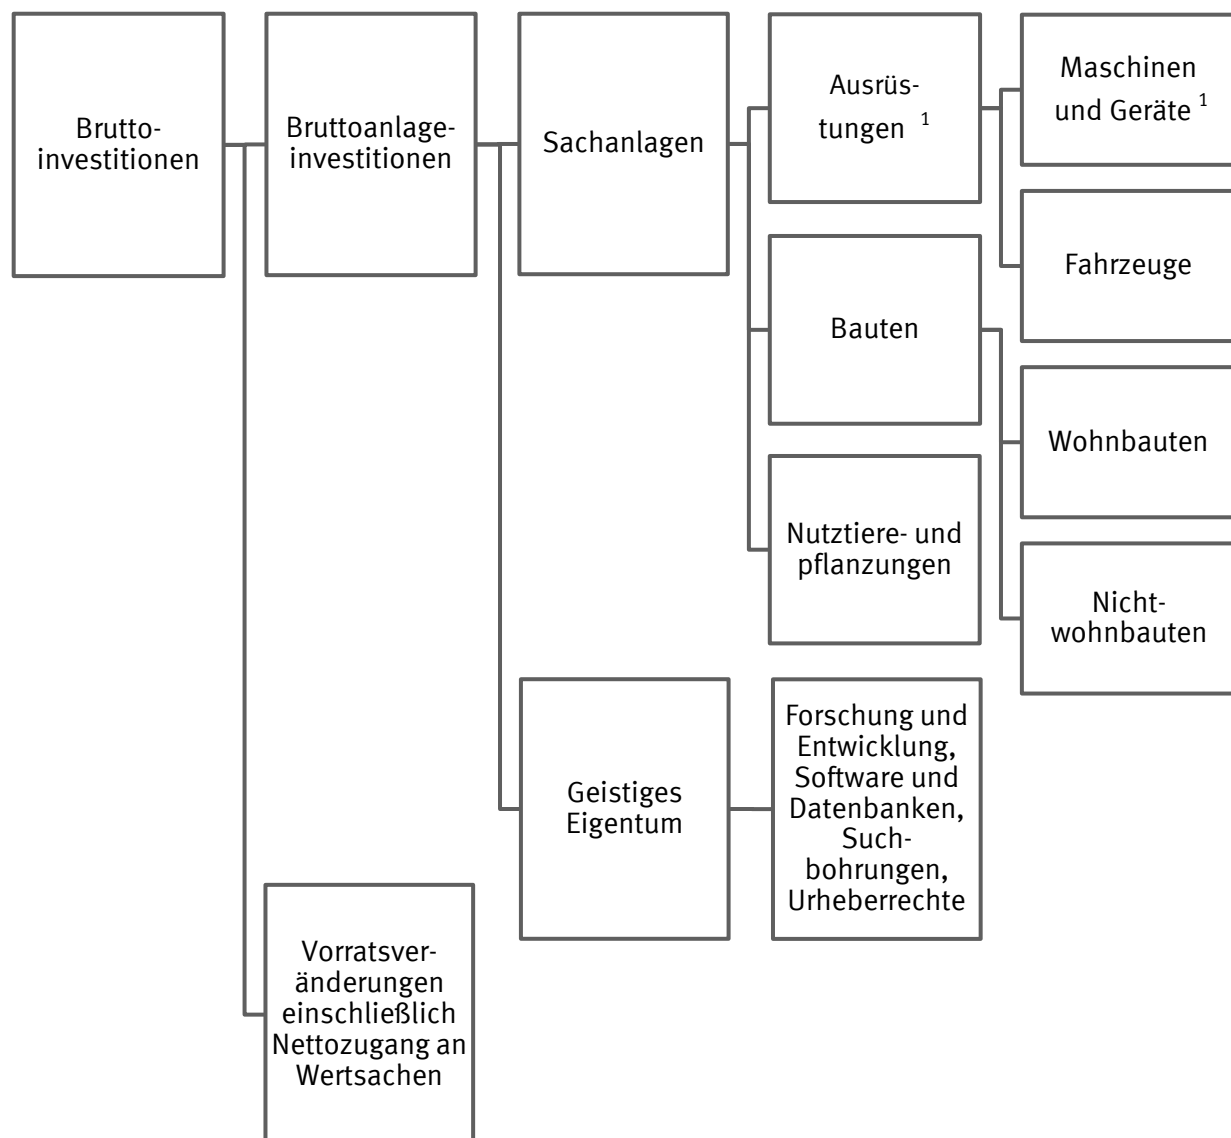 Brutto-
investitionen
Bruttoanlage-
investitionen
Sachanlagen
Ausrüs-
tungen 1
Maschinen
und Geräte 1
Fahrzeuge
Bauten
Wohnbauten
Nicht-
wohnbauten
Nutztiere- und
pflanzungen
Geistiges
Eigentum
Forschung und
Entwicklung,
Software und
Datenbanken,
Such-
bohrungen,
Urheberrechte
Vorratsver-
änderungen
einschließlich
Nettozugang an
Wertsachen